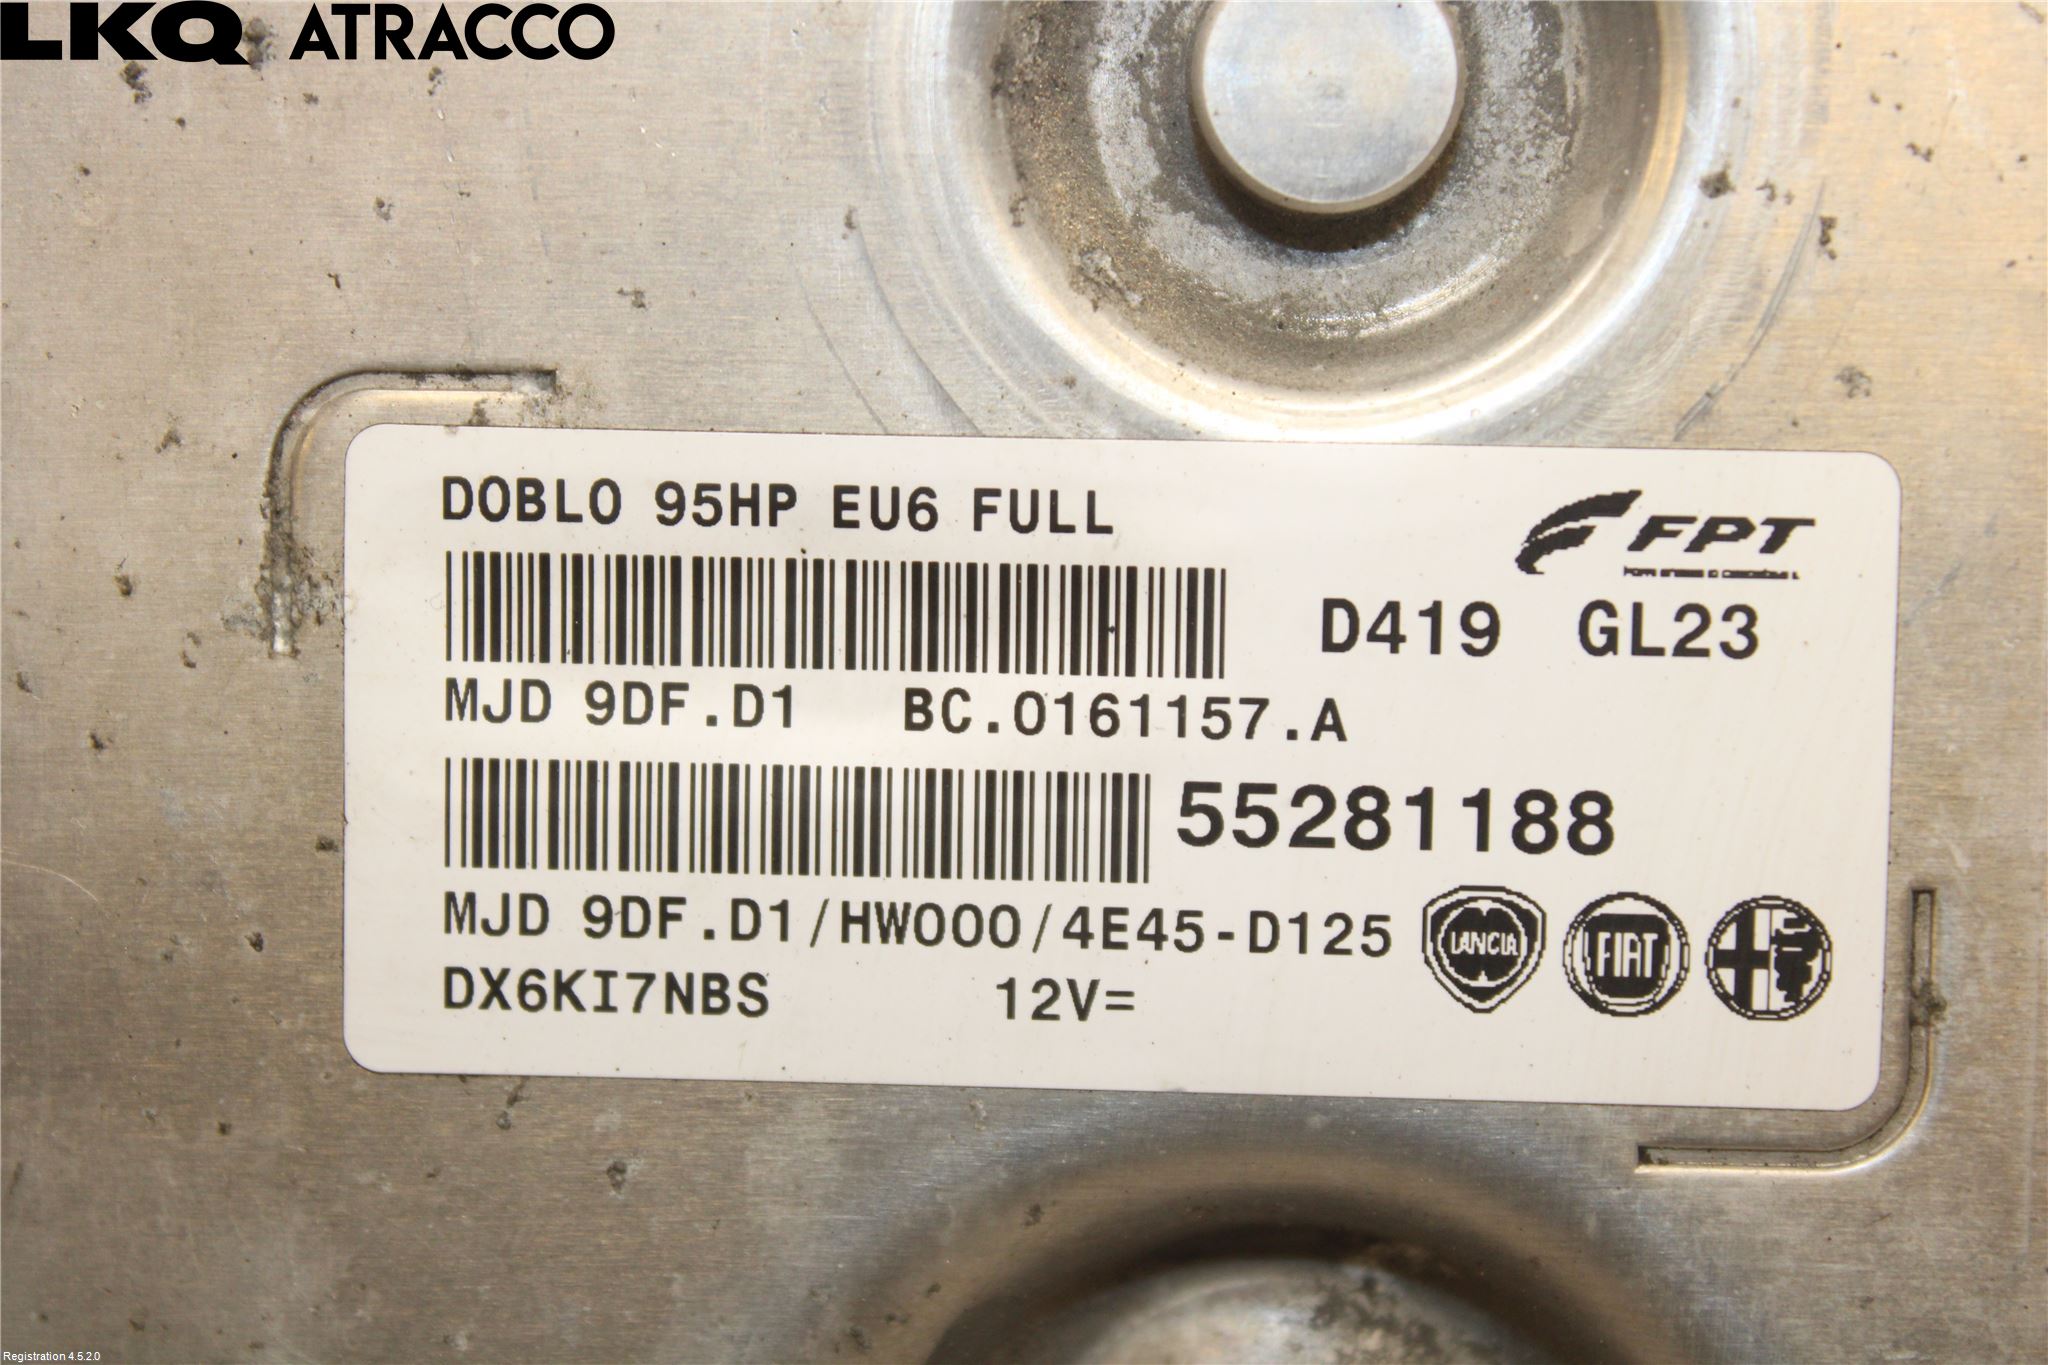 LKQ ATRACCO
DOBLO 95HP EU6 FULL
FPT
D419 GL23
MJD 9DF.D1 BC.0161157.A
55281188
MJD 9DF.D1/HW000/4E45-D125
LANCIA FIAT
DX6KI7NBS 12V=
Registration 4.5.2.0